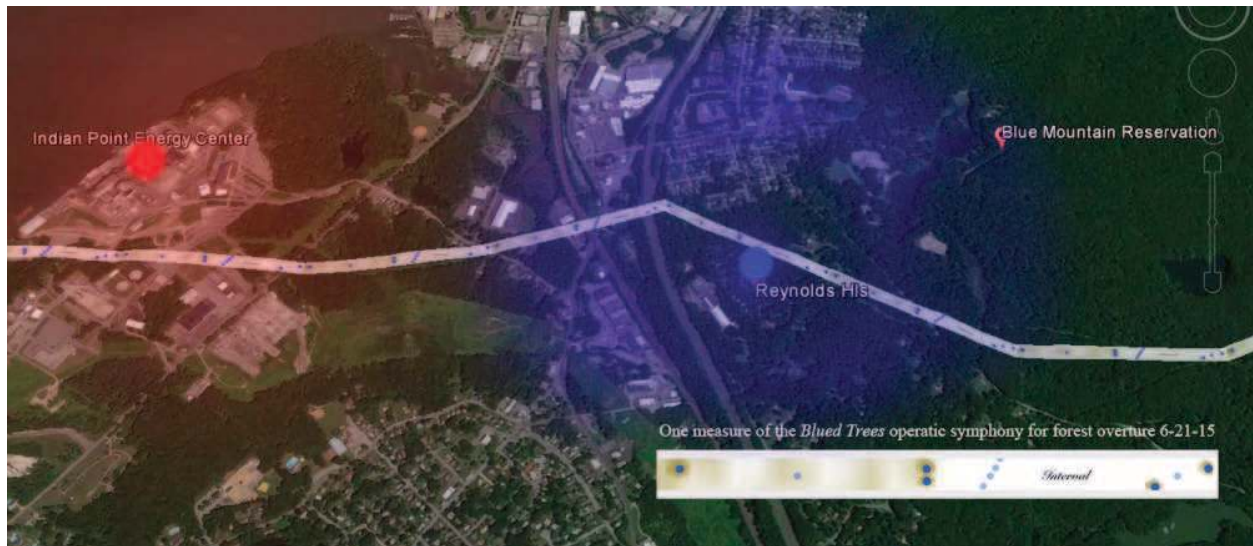 Indian Point Energy Center
Blue Mountain Reservation
Reynolds Hls
One measure of the Blued Trees operatic symphony for forest overture 6-21-15
Interval